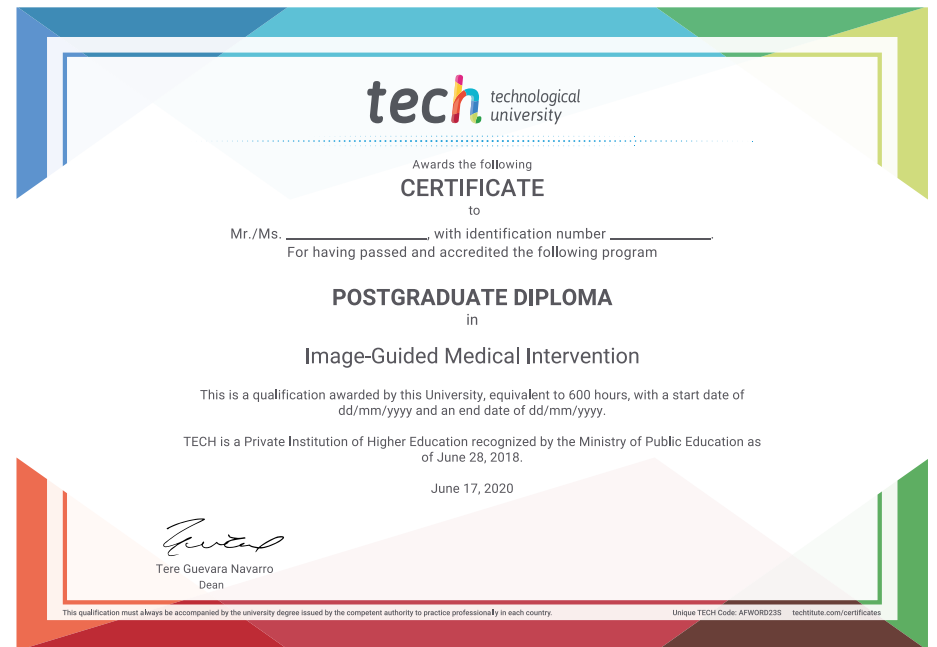 tech technological
university
Awards the following
CERTIFICATE
to
Mr./Ms. ____________________, with identification number ______________.
For having passed and accredited the following program
POSTGRADUATE DIPLOMA
in
Image-Guided Medical Intervention
This is a qualification awarded by this University, equivalent to 600 hours, with a start date of
dd/mm/yyyy and an end date of dd/mm/yyyy.
TECH is a Private Institution of Higher Education recognized by the Ministry of Public Education as
of June 28, 2018.
June 17, 2020
Tere Guevara Navarro
Dean
This qualification must always be accompanied by the university degree issued by the competent authority to practice professionally in each country.
Unique TECH Code: AFWORD23S techtitute.com/certificates